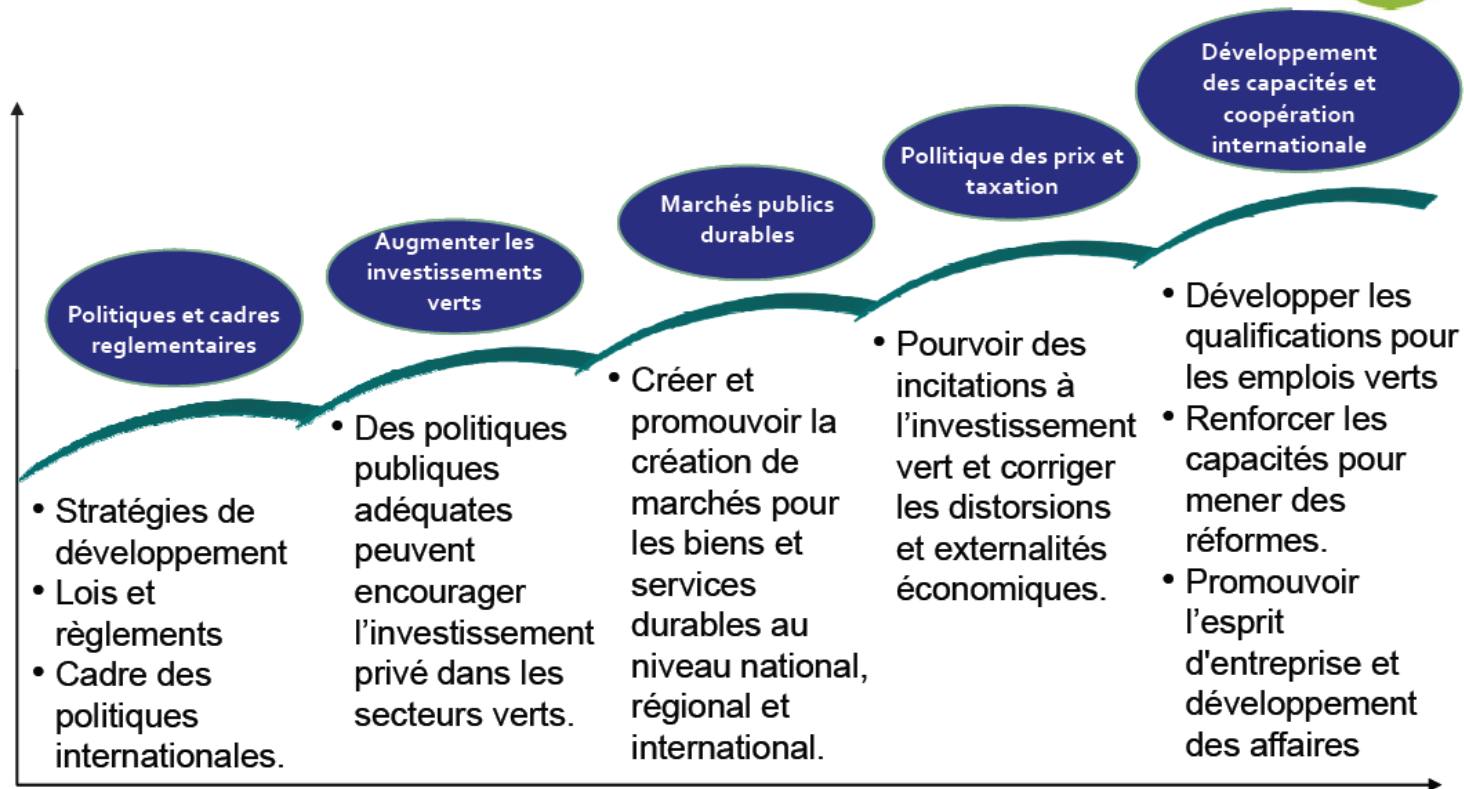 Politiques et cadres
reglementaires
• Stratégies de
développement
• Lois et
règlements
• Cadre des
politiques
internationales.
Augmenter les
investissements
verts
• Des politiques
publiques
adéquates
peuvent
encourager
l’investissement
privé dans les
secteurs verts.
Marchés publics
durables
• Créer et
promouvoir la
création de
marchés pour
les biens et
services
durables au
niveau national,
régional et
international.
Pollitique des prix et
taxation
• Pourvoir des
incitations à
l’investissement
vert et corriger
les distorsions
et externalités
économiques.
Développement
des capacités et
coopération
internationale
• Développer les
qualifications pour
les emplois verts
• Renforcer les
capacités pour
mener des
réformes.
• Promouvoir
l’esprit
d'entreprise et
développement
des affaires